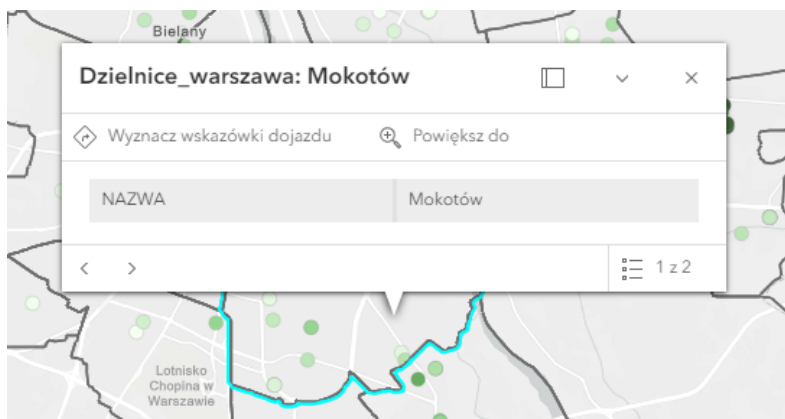 Bielany
Dzielnice_warszawa: Mokotów
Wyznacz wskazówki dojazdu
Powiększ do
NAZWA
Mokotów
1 z 2
Lotnisko
Chopina w
Warszawie